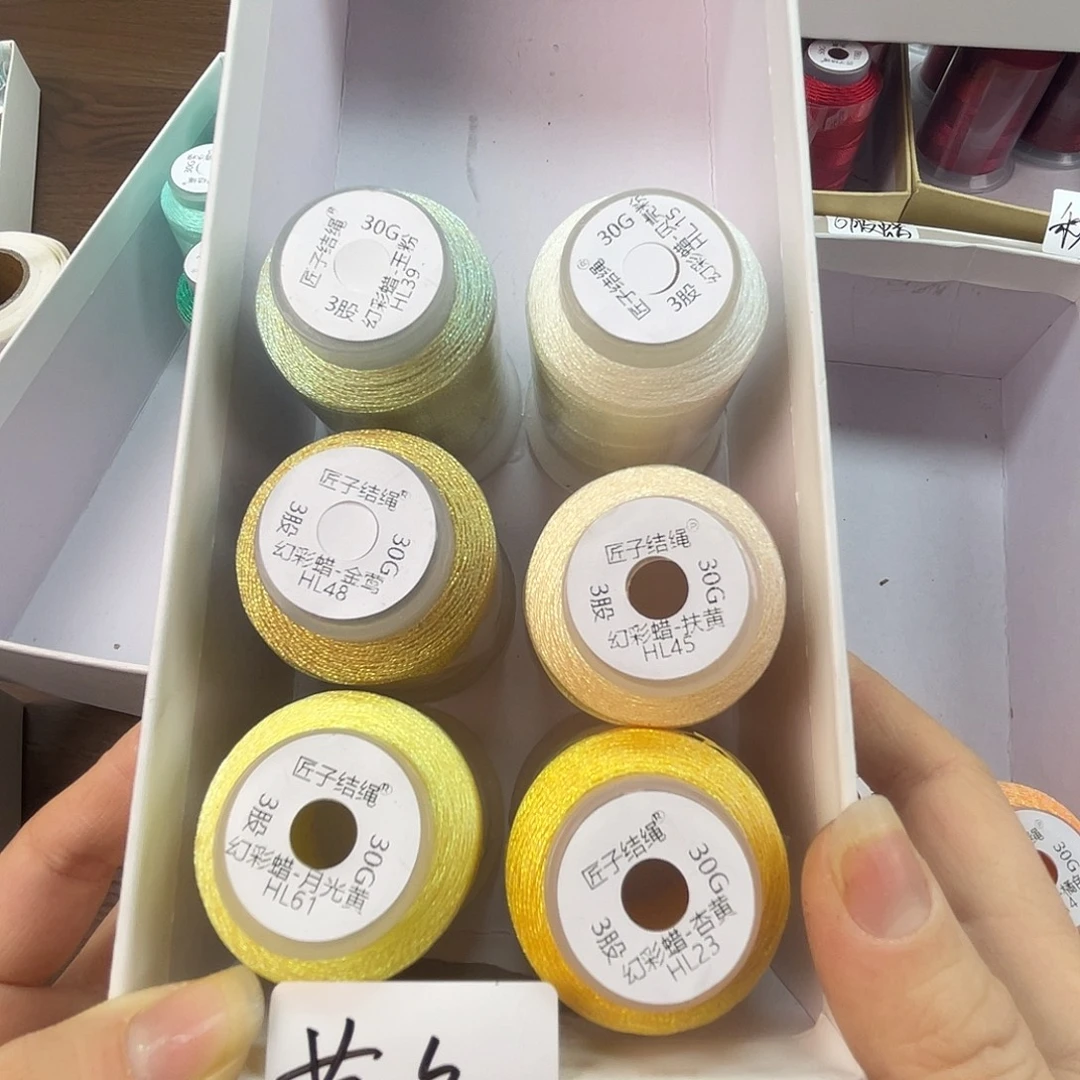 匠子结绳
30G
3股
幻彩蜡-玉粉
HL39
匠子结绳
30G
3股
HL15
匠子结绳
30G
3股
幻彩蜡-金莺
HL48
匠子结绳
30G
3股
幻彩蜡-扶黄
HL45
匠子结绳
30G
3股
幻彩蜡-月光黄
HL61
匠子结绳
30G
3股
幻彩蜡-杏黄
HL23
30G